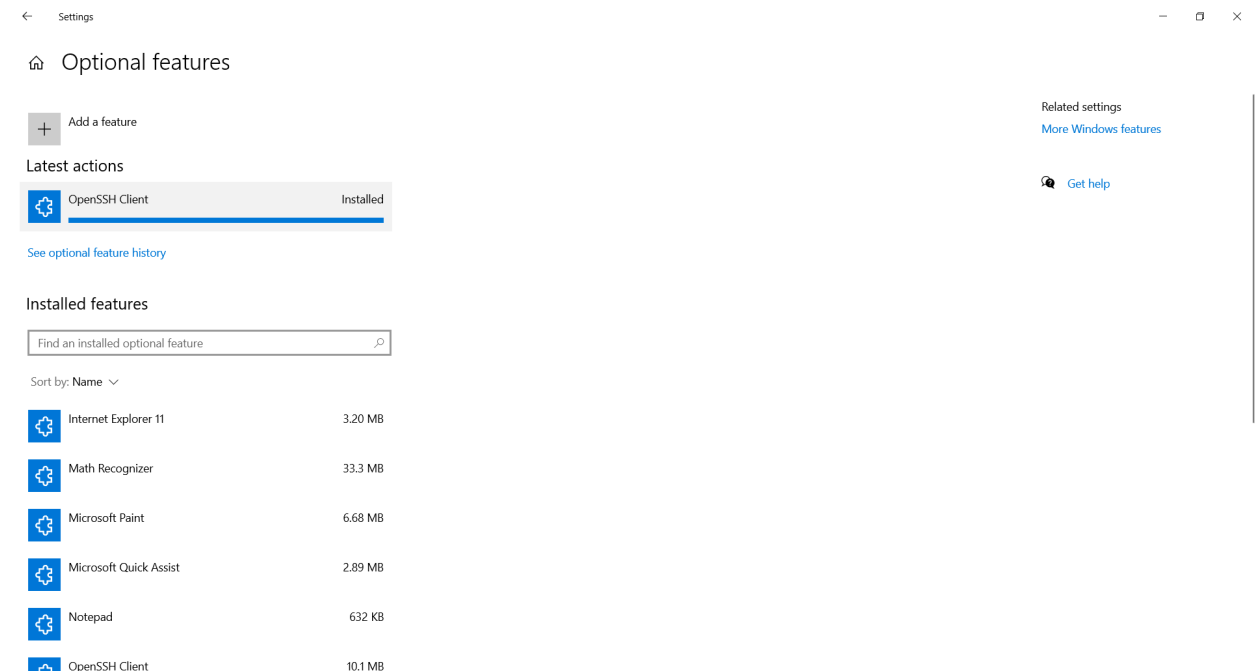 Settings
Optional features
Add a feature
Latest actions
OpenSSH Client Installed
See optional feature history
Installed features
Find an installed optional feature
Sort by: Name
Internet Explorer 11 3.20 MB
Math Recognizer 33.3 MB
Microsoft Paint 6.68 MB
Microsoft Quick Assist 2.89 MB
Notepad 632 KB
OpenSSH Client 10.1 MB
Related settings
More Windows features
Get help